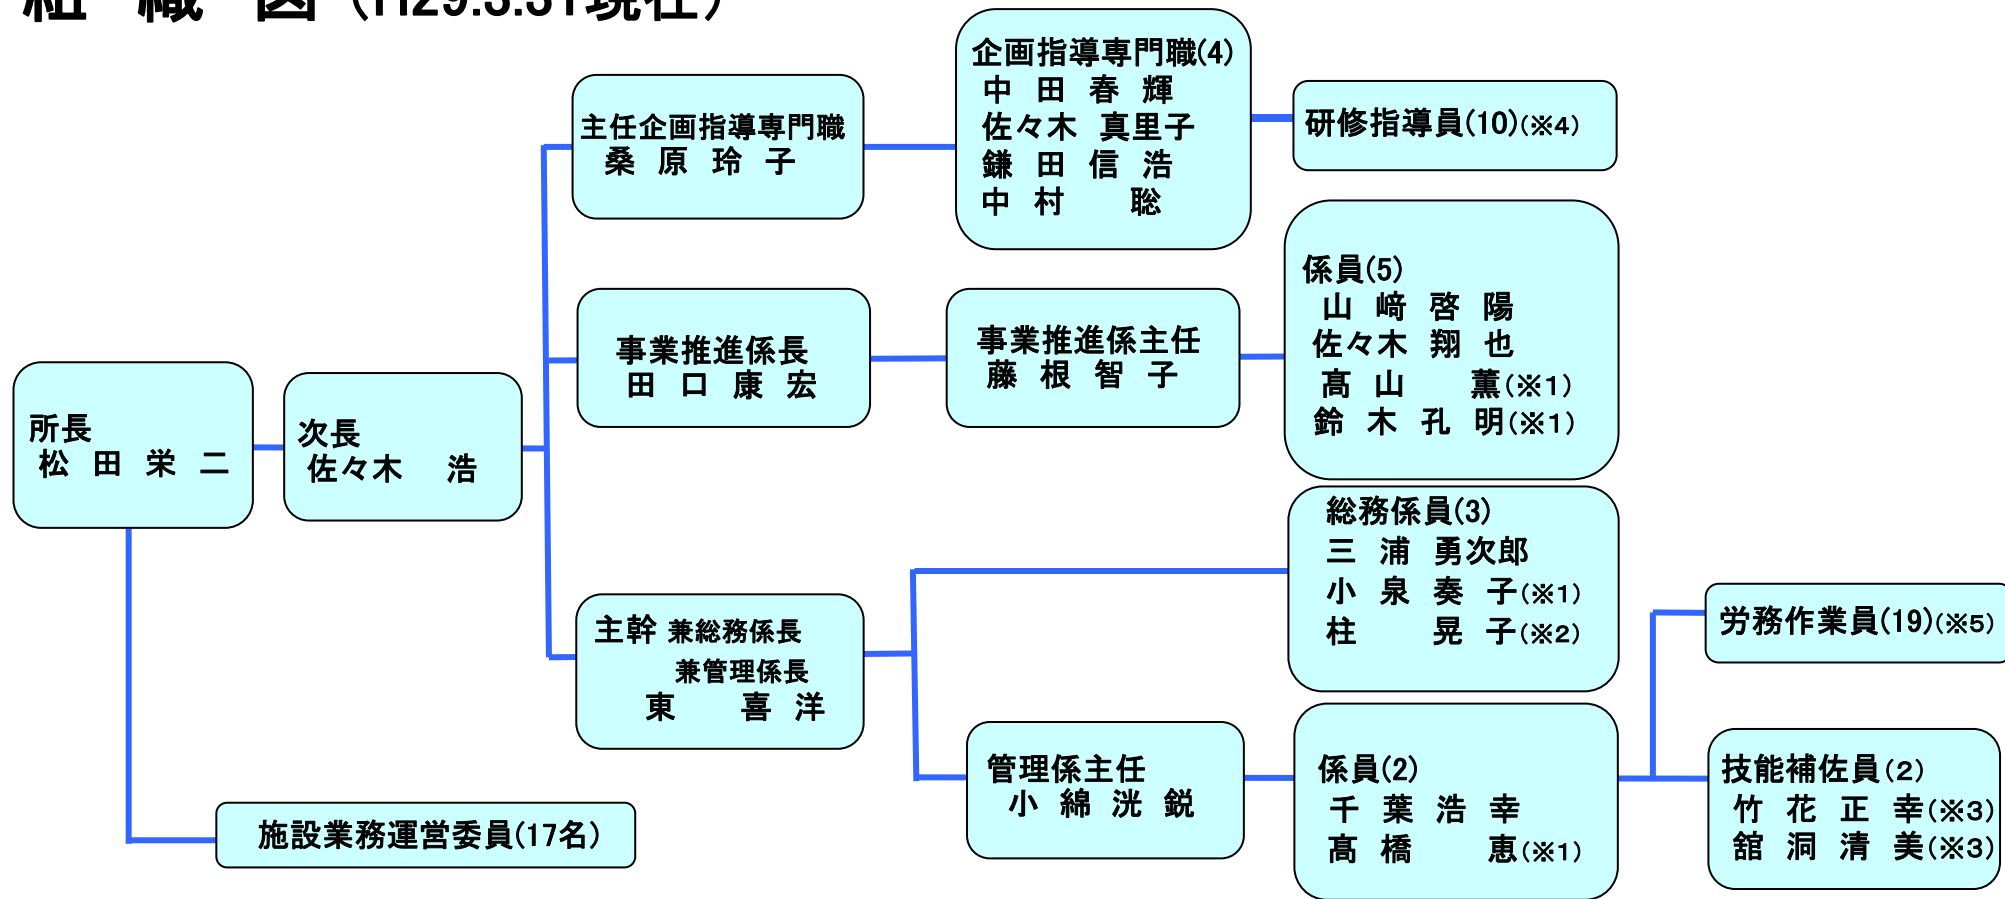 組 織 図 (H29.3.31現在)
企画指導専門職(4)
中 田 春 輝
佐々木 真里子
鎌 田 信 浩
中 村 聡
主任企画指導専門職
桑 原 玲 子
研修指導員(10)(※4)
係員(5)
山 﨑 啓 陽
佐々木 翔 也
髙 山 薫(※1)
鈴 木 孔 明(※1)
事業推進係長
田 口 康 宏
事業推進係主任
藤 根 智 子
所長
松 田 栄 二
次長
佐々木 浩
総務係員(3)
三 浦 勇次郎
小 泉 奏 子(※1)
柱 晃 子(※2)
主幹 兼総務係長
兼管理係長
東 喜 洋
労務作業員(19)(※5)
管理係主任
小 綿 洸 鋭
係員(2)
千 葉 浩 幸
髙 橋 恵(※1)
技能補佐員(2)
竹 花 正 幸(※3)
舘 洞 清 美(※3)
施設業務運営委員(17名)